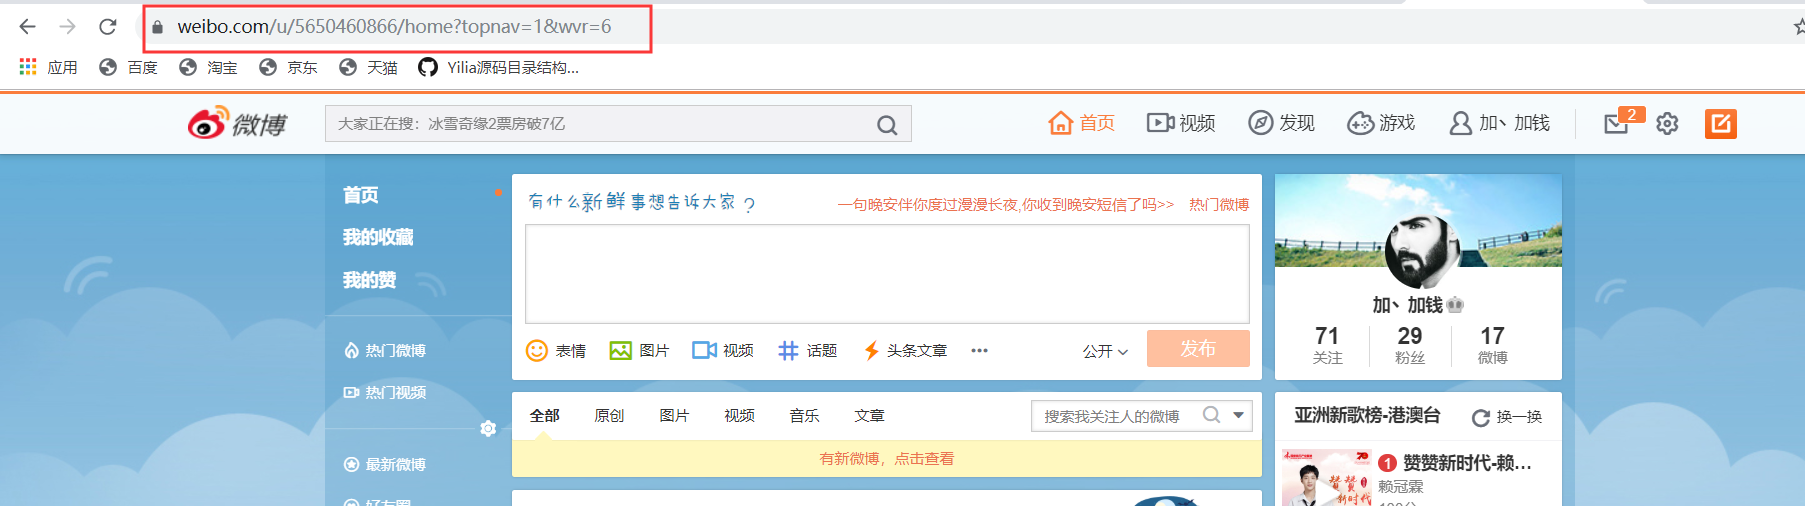 weibo.com/u/5650460866/home?topnav=1&wvr=6
应用 百度 淘宝 京东 天猫 Yilia源码目录结构...
微博 大家正在搜：冰雪奇缘2票房破7亿 首页 视频 发现 游戏 加丶加钱 2
首页
我的收藏
我的赞
热门微博
热门视频
最新微博
好友圈
有什么新鲜事想告诉大家？ 一句晚安伴你度过漫漫长夜,你收到晚安短信了吗>> 热门微博
表情 图片 视频 话题 头条文章 公开 发布
全部 原创 图片 视频 音乐 文章 搜索我关注人的微博
有新微博，点击查看
加丶加钱
71 29 17
关注 粉丝 微博
亚洲新歌榜-港澳台 换一换
1 赞赞新时代-赖...
赖冠霖